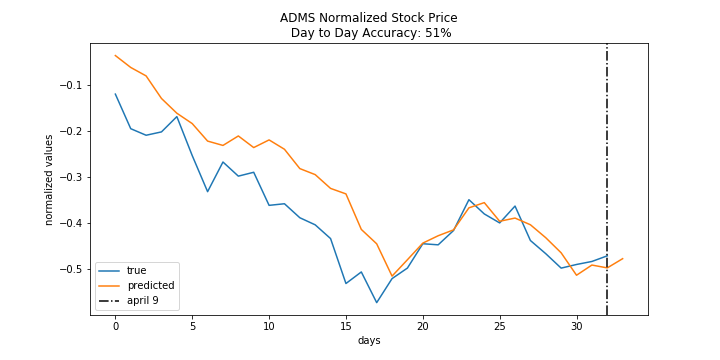 ADMS Normalized Stock Price
Day to Day Accuracy: 51%
normalized values
−0.1
−0.2
−0.3
−0.4
−0.5
true
predicted
april 9
0 5 10 15 20 25 30
days